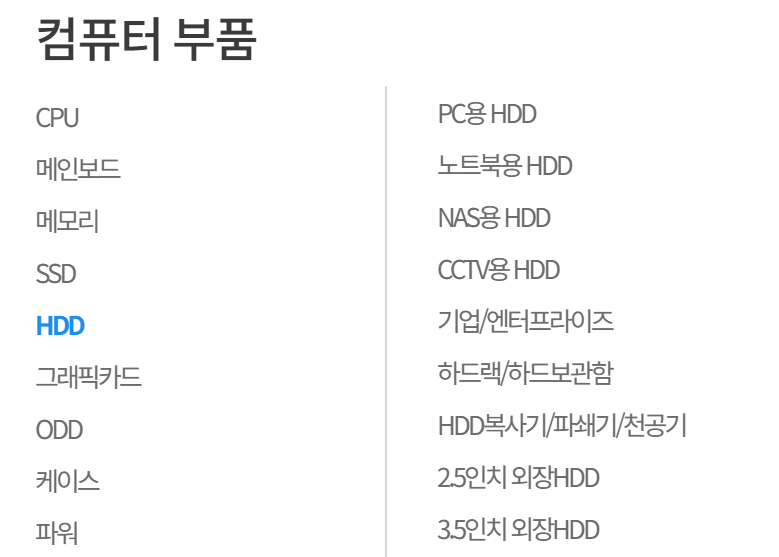 컴퓨터 부품
CPU
메인보드
메모리
SSD
HDD
그래픽카드
ODD
케이스
파워
PC용 HDD
노트북용 HDD
NAS용 HDD
CCTV용 HDD
기업/엔터프라이즈
하드랙/하드보관함
HDD복사기/파쇄기/천공기
2.5인치 외장HDD
3.5인치 외장HDD